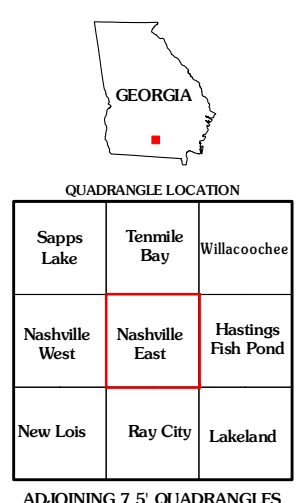 GEORGIA
QUADRANGLE LOCATION
Sapps
Lake
Tenmile
Bay
Willacoochee
Nashville
West
Nashville
East
Hastings
Fish Pond
New Lois
Ray City
Lakeland
ADJOINING 7.5' QUADRANGLES